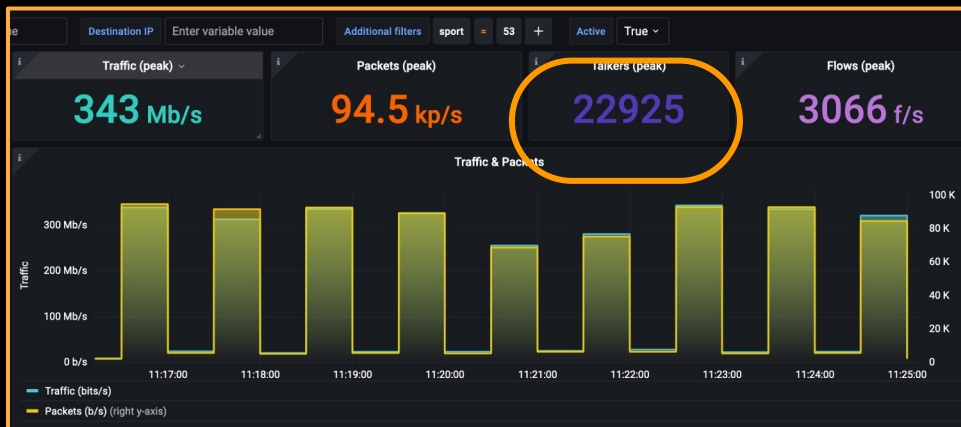 ue Destination IP Enter variable value Additional filters sport = 53 + Active True
i Traffic (peak) i Packets (peak) i Talkers (peak) i Flows (peak)
343 Mb/s 94.5 kp/s 22925 3066 f/s
i Traffic & Packets
100 K
300 Mb/s 80 K
60 K
200 Mb/s
40 K
100 Mb/s
20 K
0 b/s 0
Traffic
11:17:00 11:18:00 11:19:00 11:20:00 11:21:00 11:22:00 11:23:00 11:24:00 11:25:00
Traffic (bits/s)
Packets (b/s) (right y-axis)